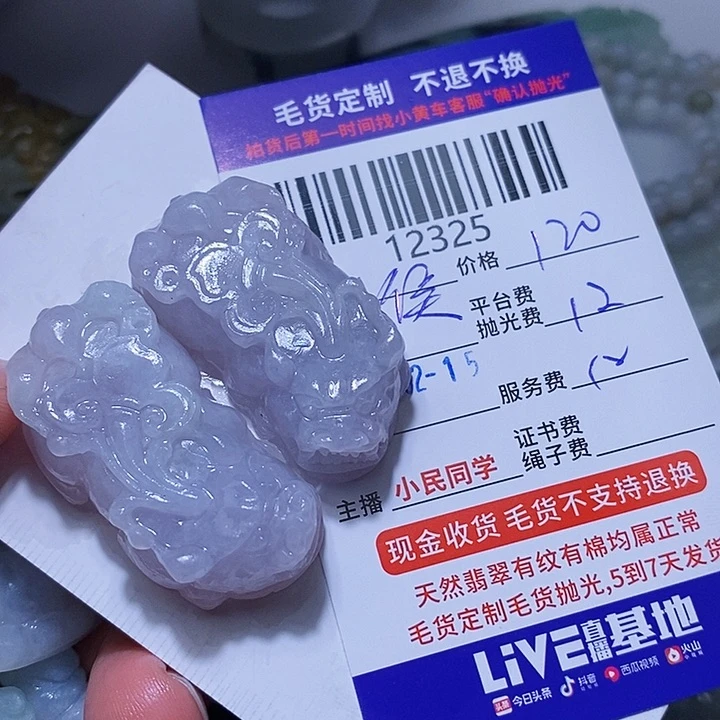 毛货定制 不退不换
拍货后第一时间找小黄车客服“确认抛光”
12325
价格 120
平台费
抛光费 12
2-15
服务费
证书费
绳子费
主播 小民同学
现金收货 毛货不支持退换
天然翡翠有纹有棉均属正常
毛货定制毛货抛光,5到7天发货
LIVE直播基地
头条 今日头条 抖音 西瓜视频 火山